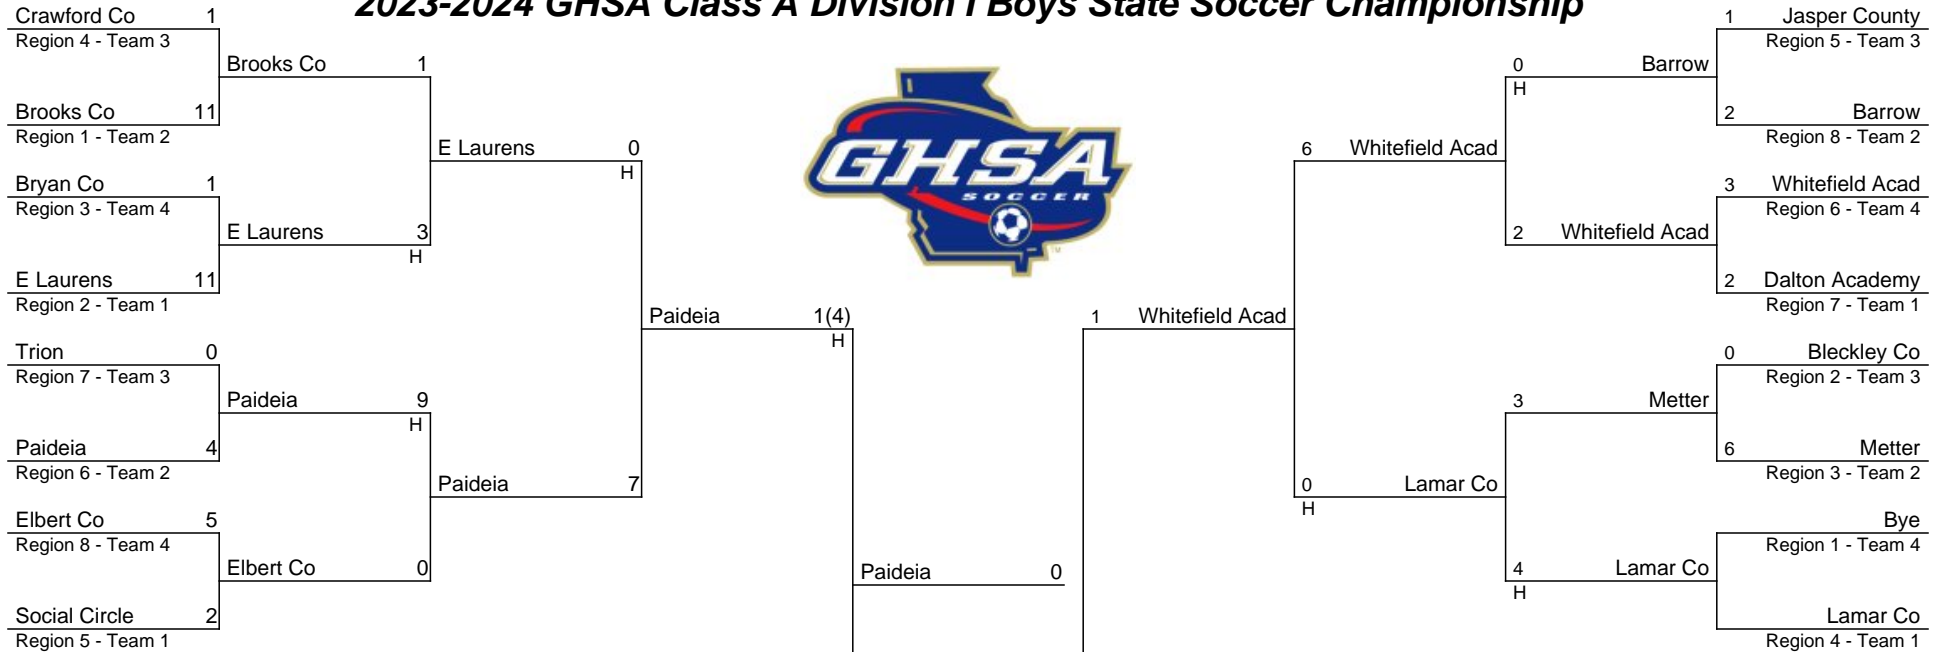 2023-2024 GHSA Class A Division I Boys State Soccer Championship
Crawford Co 1
Region 4 - Team 3
Brooks Co 1
Brooks Co 11
Region 1 - Team 2
E Laurens 0
H
Bryan Co 1
Region 3 - Team 4
E Laurens 3
H
E Laurens 11
Region 2 - Team 1
Paideia 1(4)
H
Trion 0
Region 7 - Team 3
Paideia 9
H
Paideia 4
Region 6 - Team 2
Paideia 7
Elbert Co 5
Region 8 - Team 4
Elbert Co 0
Social Circle 2
Region 5 - Team 1
Paideia 0
GHSA
SOCCER
TM
1 Jasper County
Region 5 - Team 3
0 Barrow
H
2 Barrow
Region 8 - Team 2
6 Whitefield Acad
3 Whitefield Acad
Region 6 - Team 4
2 Whitefield Acad
2 Dalton Academy
Region 7 - Team 1
1 Whitefield Acad
0 Bleckley Co
Region 2 - Team 3
3 Metter
6 Metter
Region 3 - Team 2
0 Lamar Co
H
Bye
Region 1 - Team 4
4 Lamar Co
H
Lamar Co
Region 4 - Team 1